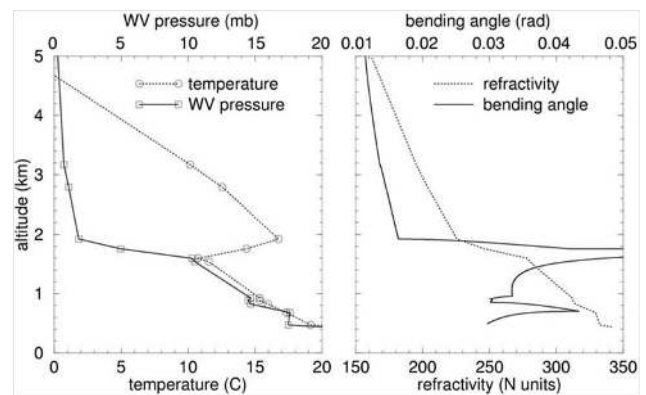 WV pressure (mb)
0 5 10 15 20
bending angle (rad)
0.01 0.02 0.03 0.04 0.05
altitude (km)
5
4
3
2
1
0
temperature
WV pressure
refractivity
bending angle
0 5 10 15 20
temperature (C)
150 200 250 300 350
refractivity (N units)